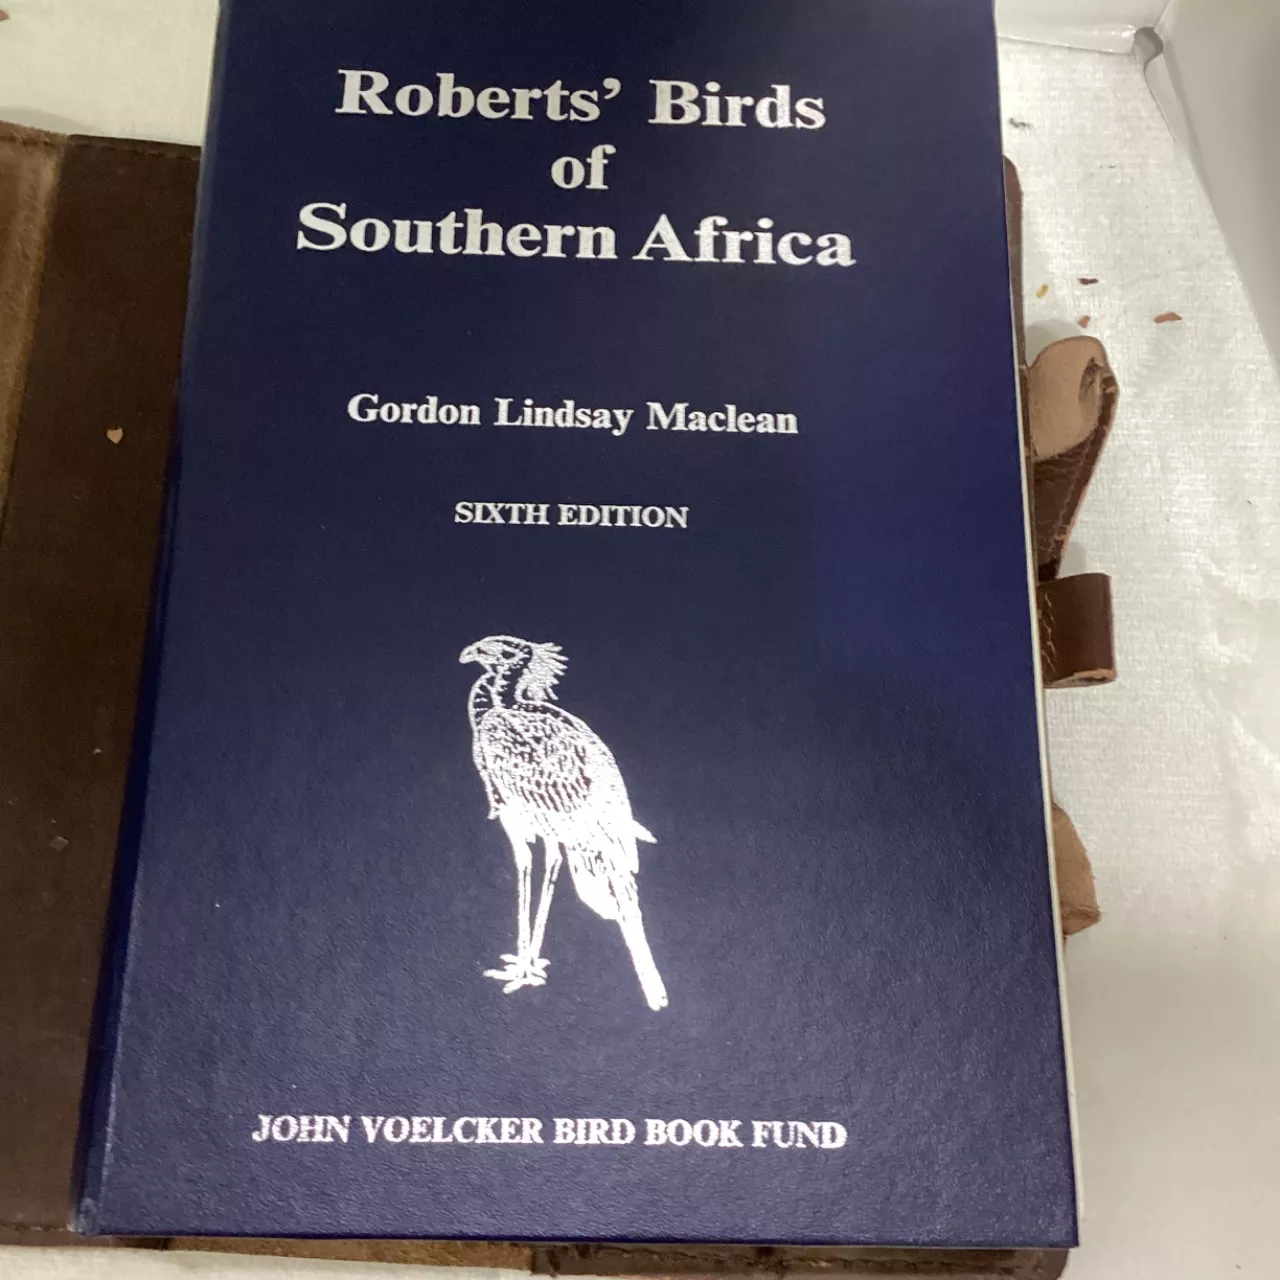 Roberts’ Birds
of
Southern Africa
Gordon Lindsay Maclean
SIXTH EDITION
JOHN VOELCKER BIRD BOOK FUND